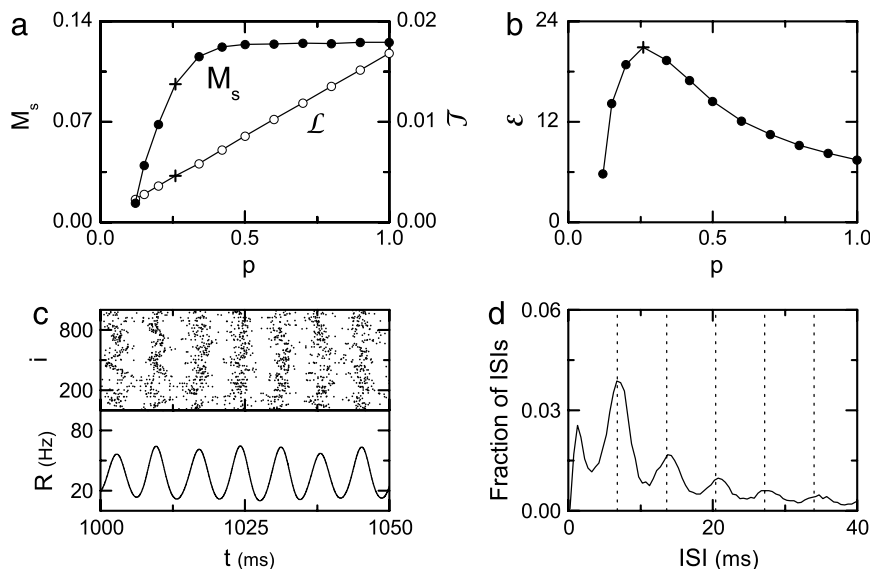 a
0.14
0.07
0.00
M_s
M_s
ℒ
0.02
0.01
0.00
𝒯
0.0
0.5
1.0
p
b
24
12
0
ℰ
0.0
0.5
1.0
p
c
800
200
i
80
20
R (Hz)
1000
1025
1050
t (ms)
d
0.06
0.03
0.00
Fraction of ISIs
0
20
40
ISI (ms)